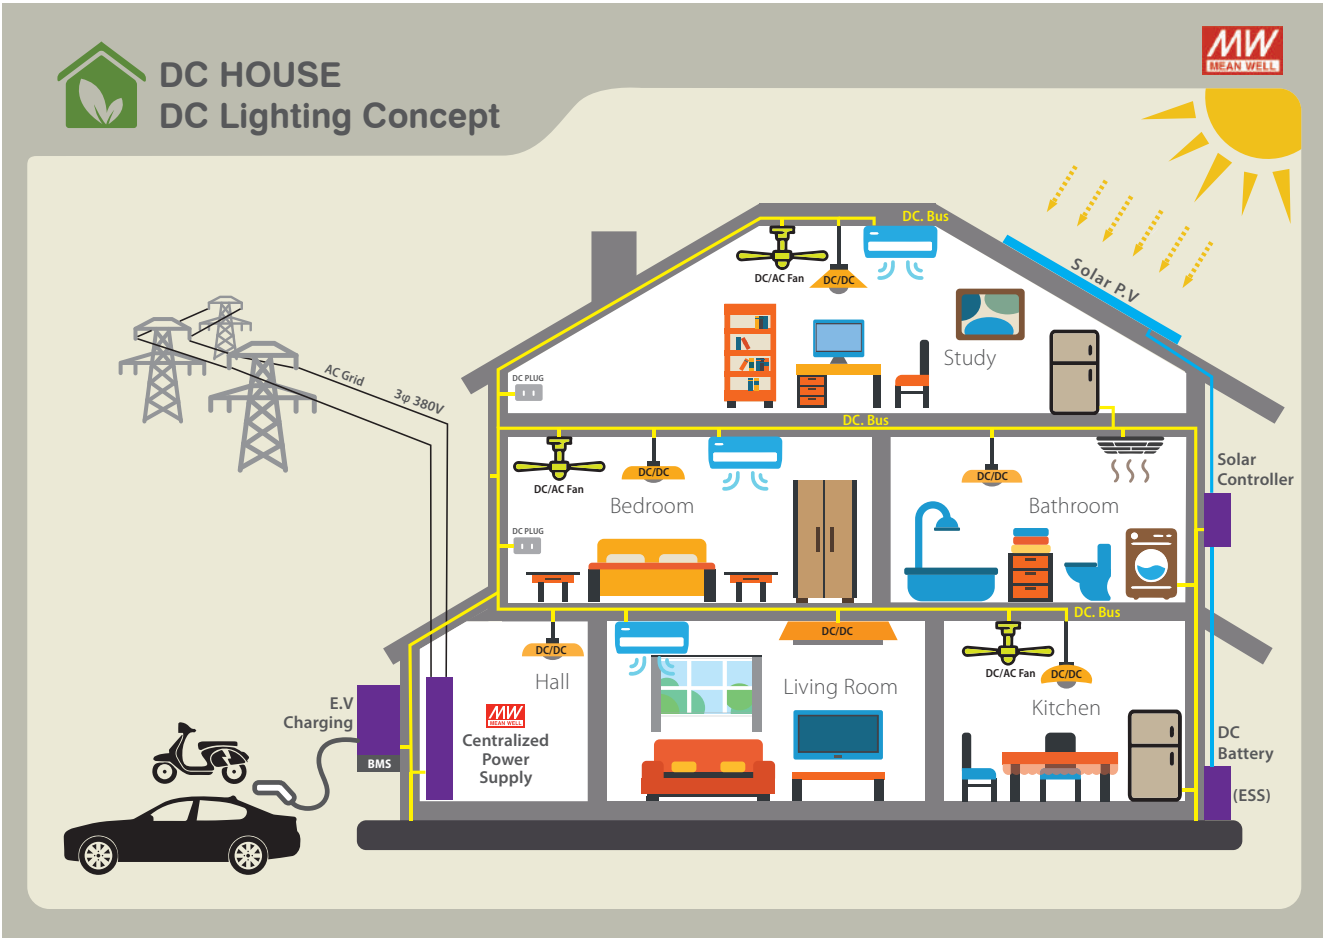 DC HOUSE
DC Lighting Concept
MW
MEAN WELL
DC. Bus
DC/AC Fan
DC/DC
Solar P.V
Study
AC Grid
3φ 380V
DC PLUG
DC. Bus
DC/AC Fan
DC/DC
DC/DC
Solar
Controller
Bedroom
Bathroom
DC PLUG
DC. Bus
DC/DC
DC/DC
DC/AC Fan
DC/DC
Hall
Living Room
Kitchen
E.V
Charging
BMS
MW
MEAN WELL
Centralized
Power
Supply
DC
Battery
(ESS)